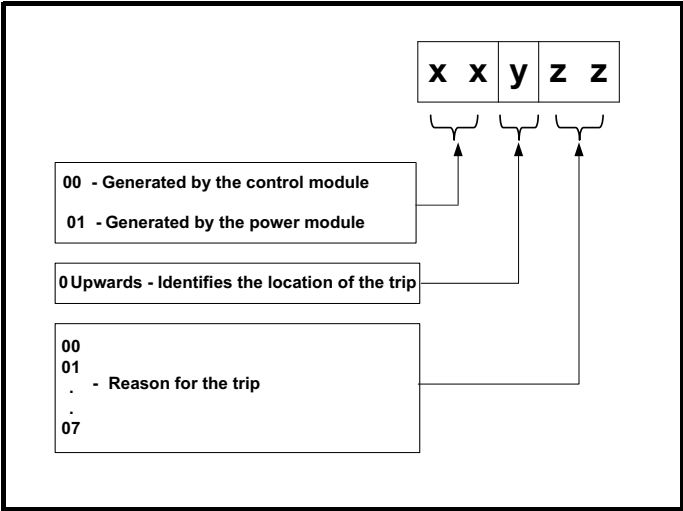 x x y z z
00 - Generated by the control module
01 - Generated by the power module
0 Upwards - Identifies the location of the trip
00
01
.
- Reason for the trip
.
07